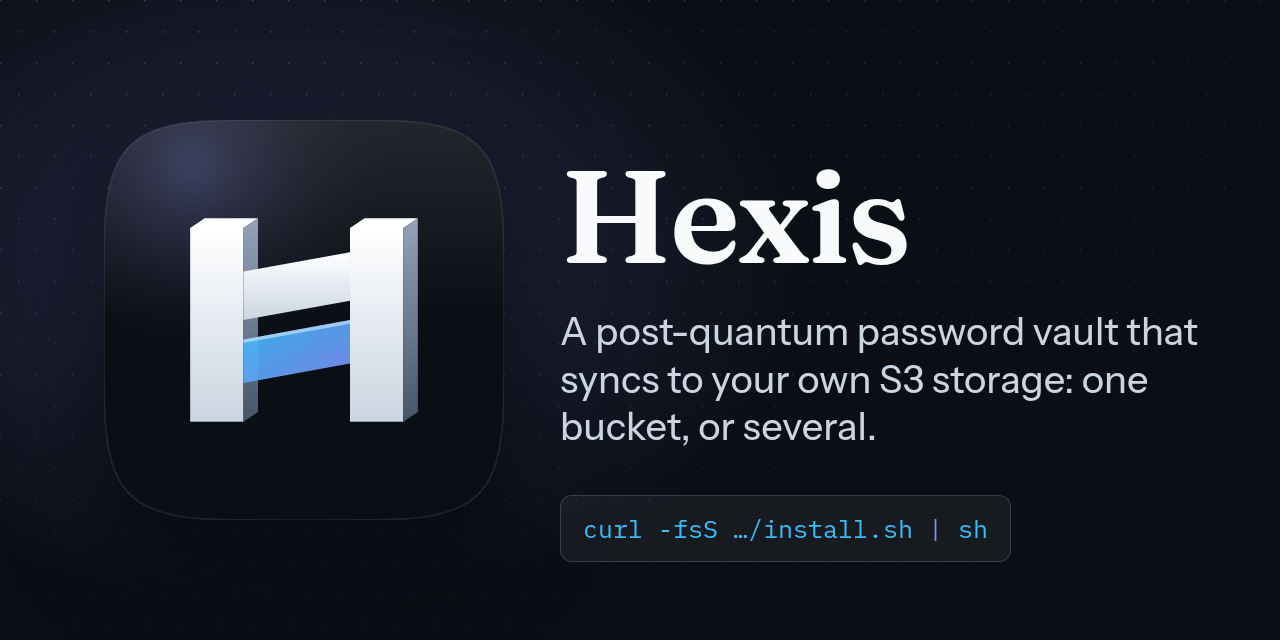 H
Hexis
A post-quantum password vault that
syncs to your own S3 storage: one
bucket, or several.
curl -fsS …/install.sh | sh